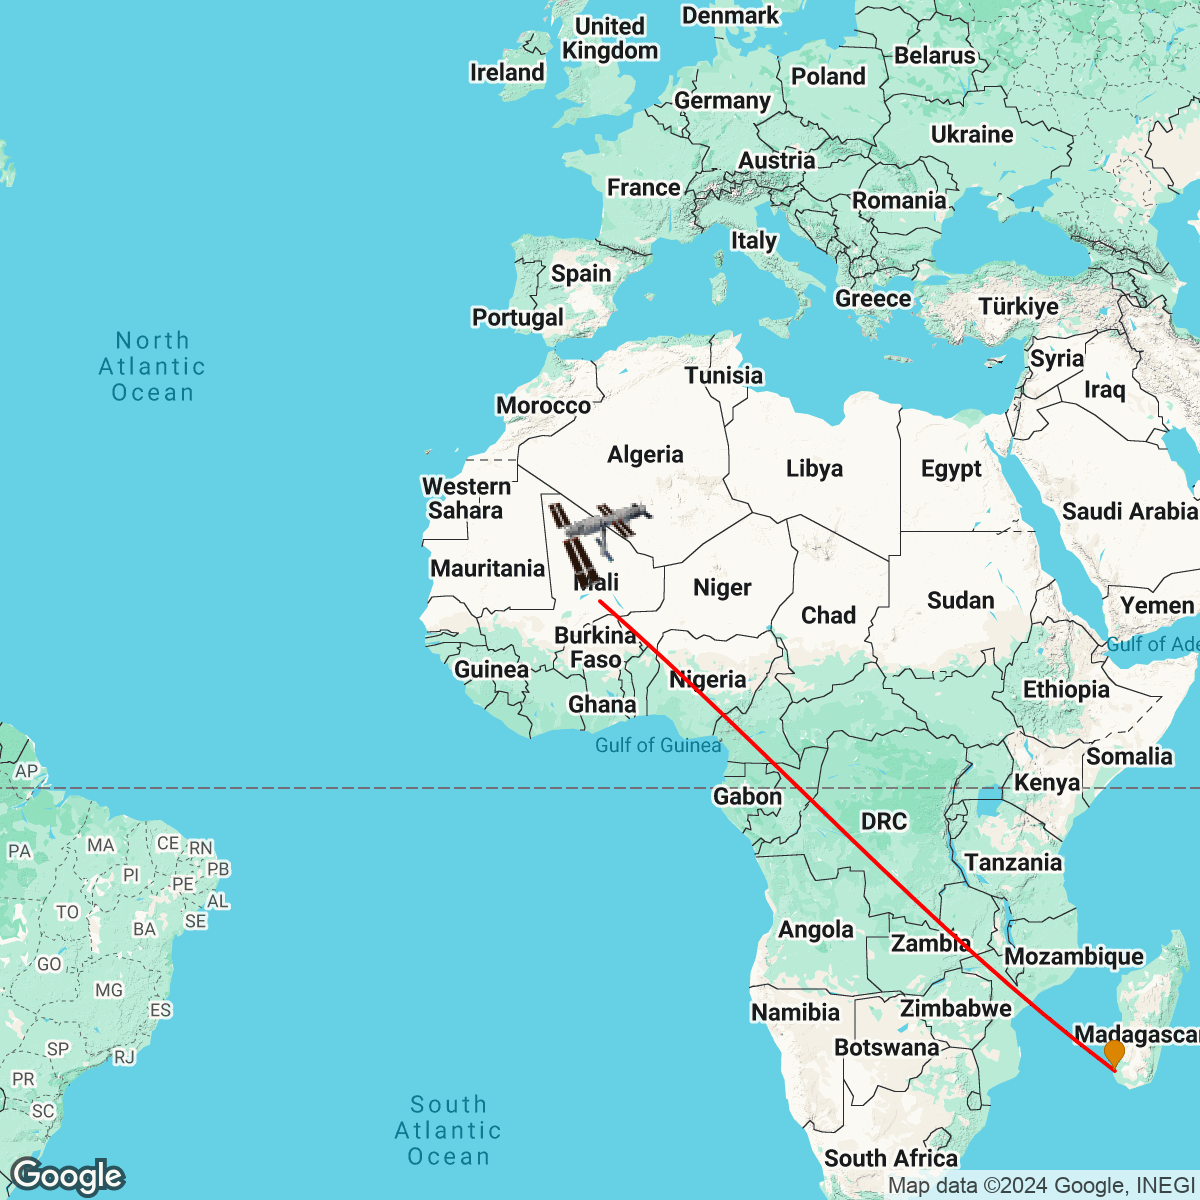 Denmark
United
Kingdom
Belarus
Ireland
Poland
Germany
Ukraine
Austria
France
Romania
Italy
Spain
Greece
Türkiye
Portugal
North
Atlantic
Ocean
Syria
Tunisia
Iraq
Morocco
Algeria
Libya
Egypt
Western
Sahara
Saudi Arabia
Mauritania
Mali
Niger
Sudan
Chad
Yemen
Burkina
Faso
Gulf of Ade
Guinea
Nigeria
Ethiopia
Ghana
Gulf of Guinea
Somalia
AP
Kenya
Gabon
DRC
PA
MA
CE
RN
Tanzania
PI
PE
PB
AL
TO
SE
BA
Angola
Zambia
Mozambique
GO
MG
ES
Namibia
Zimbabwe
Madagascar
SP
RJ
Botswana
PR
SC
South
Atlantic
Ocean
South Africa
Google
Map data ©2024 Google, INEGI